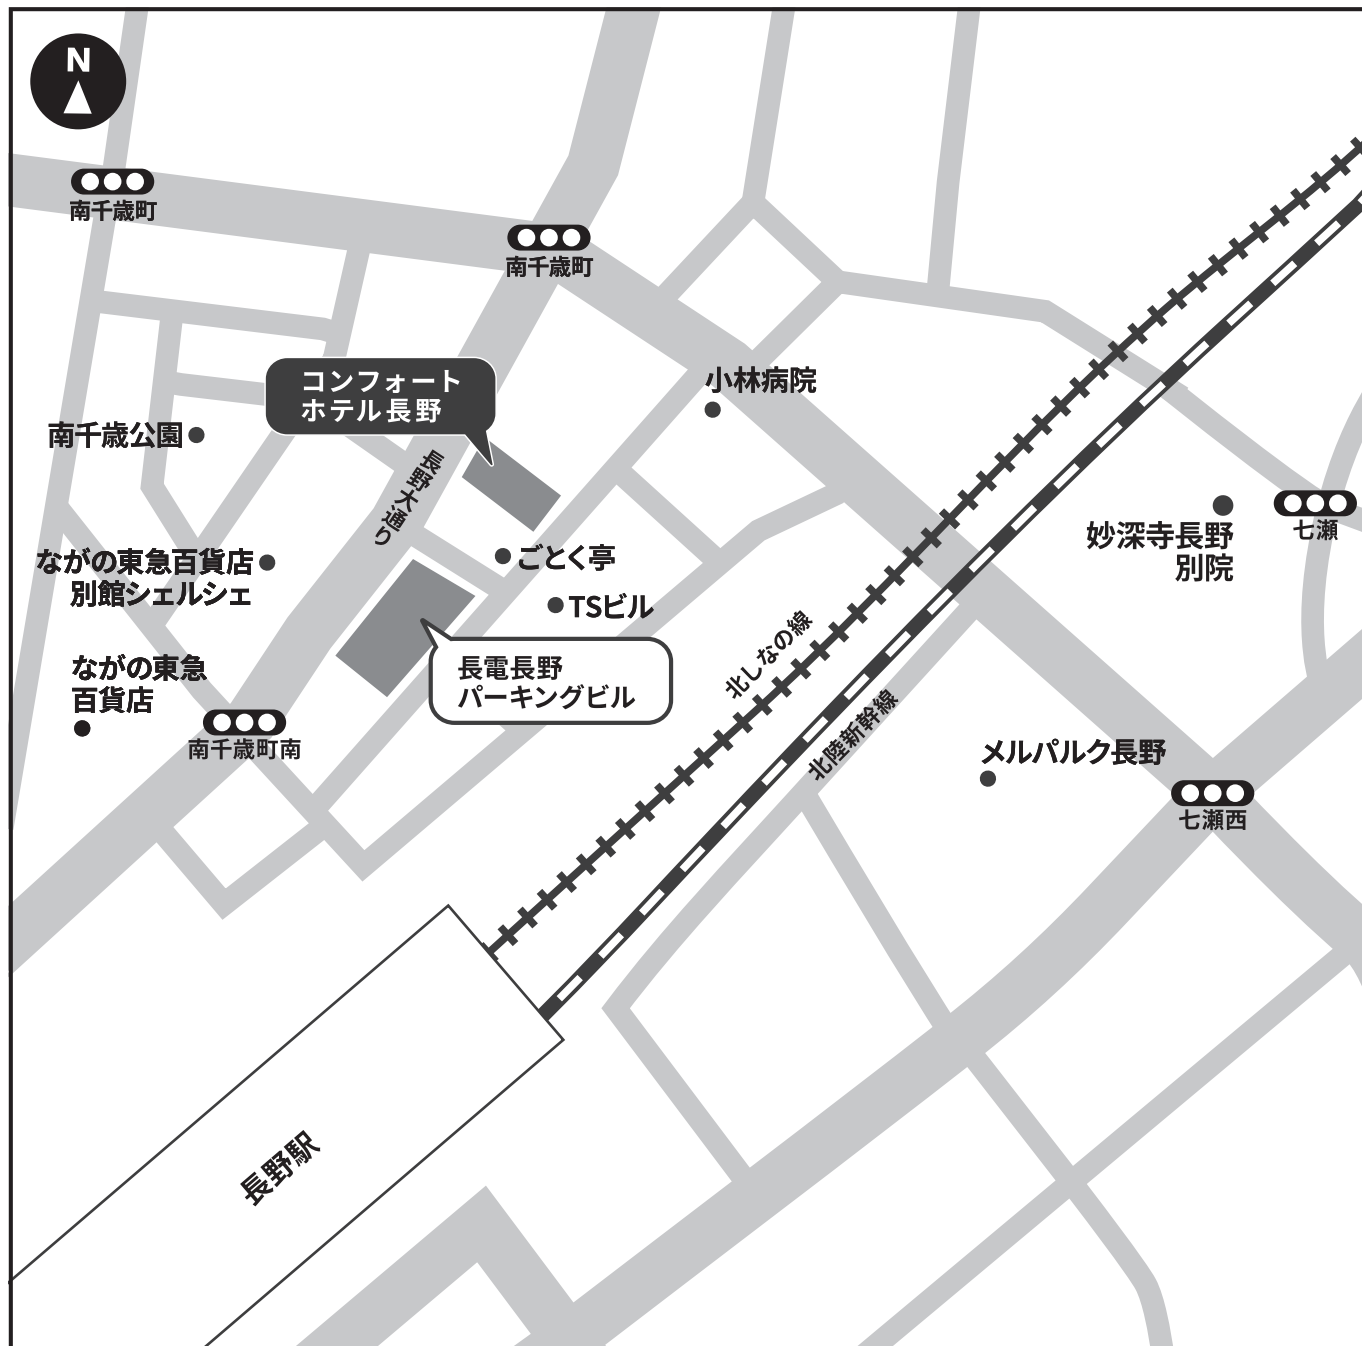 N
南千歳町
南千歳町
コンフォート
ホテル長野
小林病院
南千歳公園
長野大通り
妙深寺長野
別院
七瀬
ながの東急百貨店
別館シェルシェ
ごとく亭
TSビル
北しなの線
ながの東急
百貨店
長電長野
パーキングビル
南千歳町南
北陸新幹線
メルパルク長野
七瀬西
長野駅